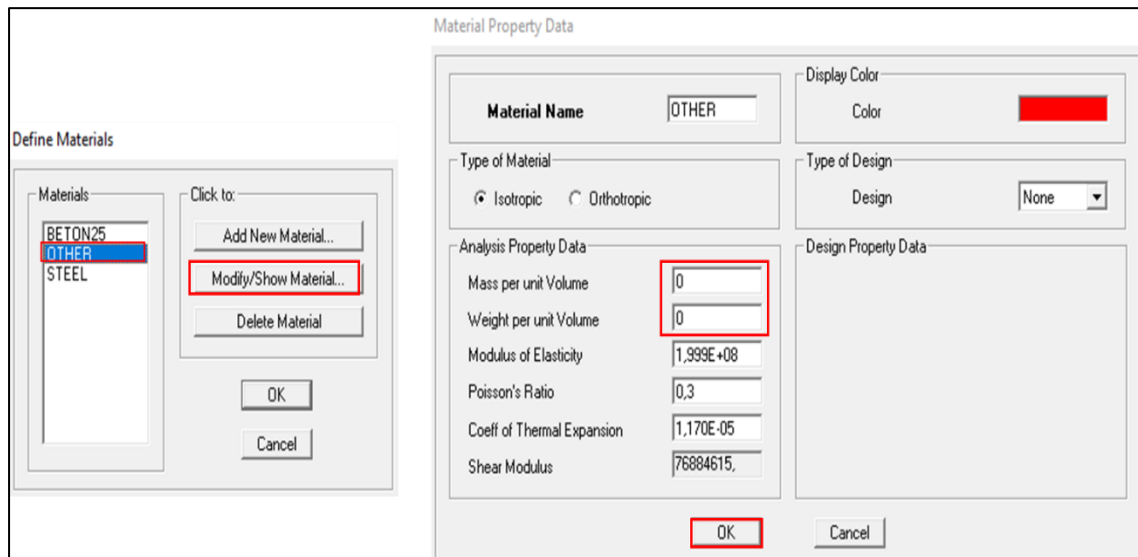 Define Materials
Materials
BETON25
OTHER
STEEL
Click to:
Add New Material...
Modify/Show Material...
Delete Material
OK
Cancel
Material Property Data
Material Name OTHER
Display Color
Color
Type of Material
Isotropic Orthotropic
Type of Design
Design None
Analysis Property Data
Mass per unit Volume 0
Weight per unit Volume 0
Modulus of Elasticity 1,999E+08
Poisson's Ratio 0,3
Coeff of Thermal Expansion 1,170E-05
Shear Modulus 76884615,
Design Property Data
OK Cancel